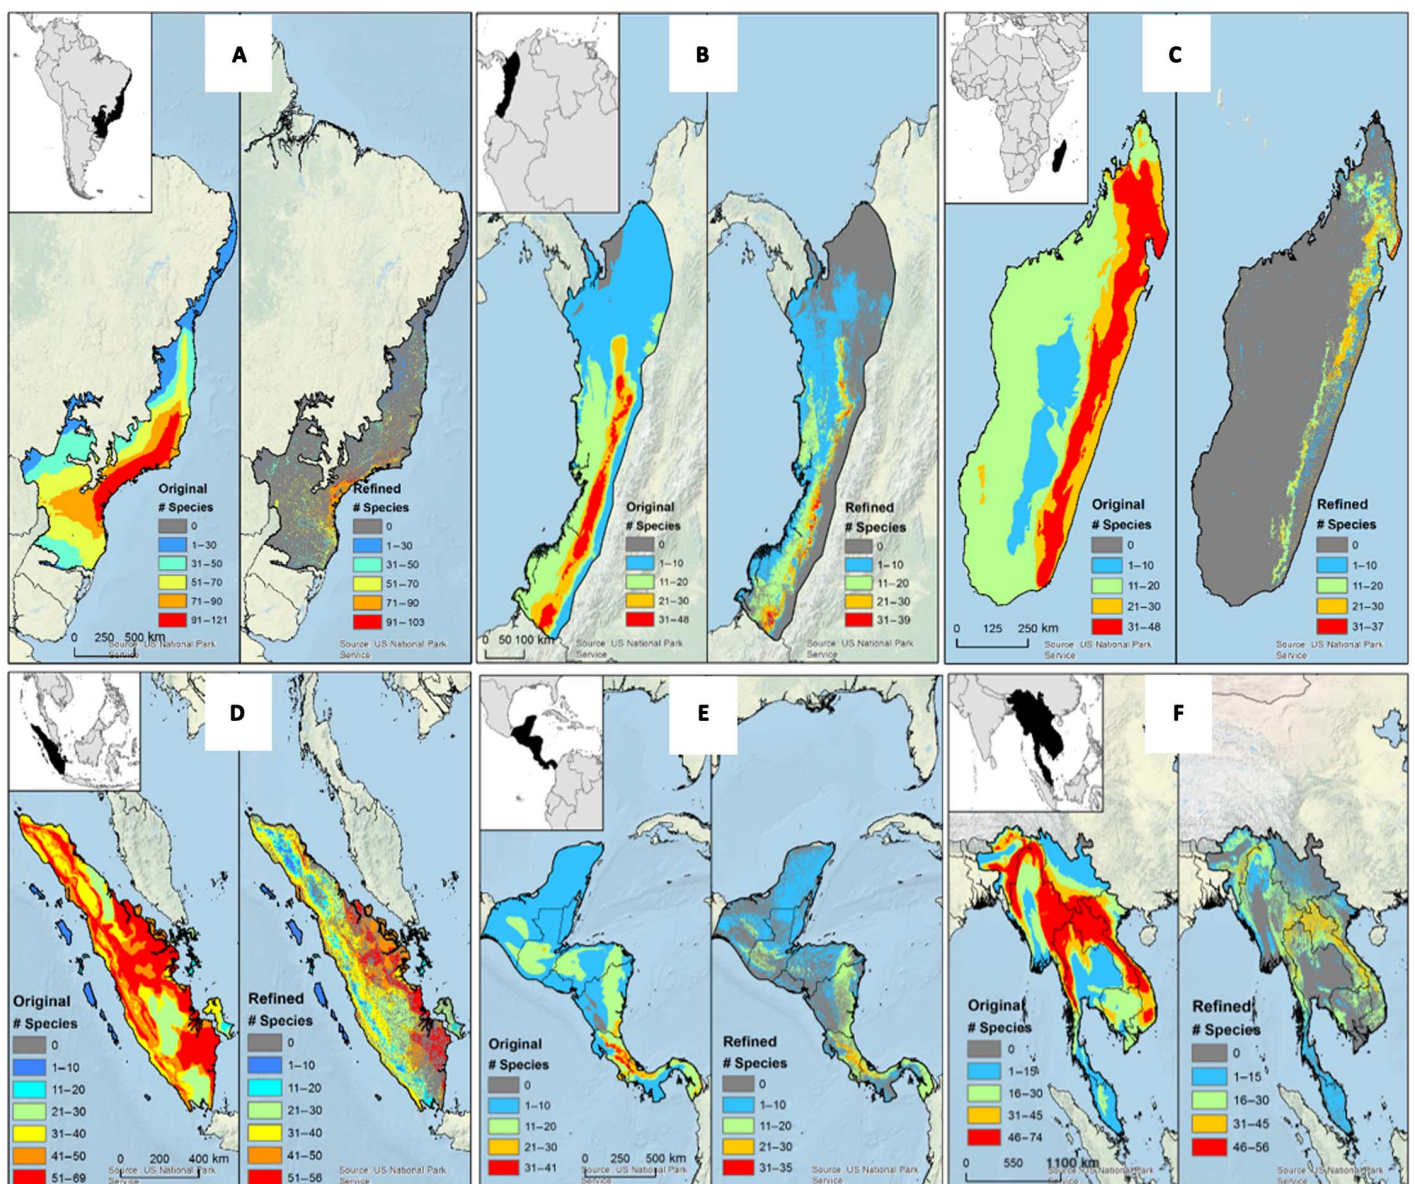 A
Original
# Species
0
1–30
31–50
51–70
71–90
91–121
0 250 500 km
Source: US National Park
Service
Refined
# Species
0
1–30
31–50
51–70
71–90
91–103
Source: US National Park
Service
B
Original
# Species
0
1–10
11–20
21–30
31–48
0 50 100 km
Source: US National Park
Service
Refined
# Species
0
1–10
11–20
21–30
31–39
Source: US National Park
Service
C
Original
# Species
0
1–10
11–20
21–30
31–48
0 125 250 km
Source: US National Park
Service
Refined
# Species
0
1–10
11–20
21–30
31–37
Source: US National Park
Service
D
Original
# Species
0
1–10
11–20
21–30
31–40
41–50
51–69
0 200 400 km
Source: US National Park
Service
Refined
# Species
0
1–10
11–20
21–30
31–40
41–50
51–56
Source: US National Park
Service
E
Original
# Species
0
1–10
11–20
21–30
31–41
0 250 500 km
Source: US National Park
Service
Refined
# Species
0
1–10
11–20
21–30
31–35
Source: US National Park
Service
F
Original
# Species
0
1–15
16–30
31–45
46–74
0 550 1100 km
Source: US National Park
Service
Refined
# Species
0
1–15
16–30
31–45
46–56
Source: US National Park
Service